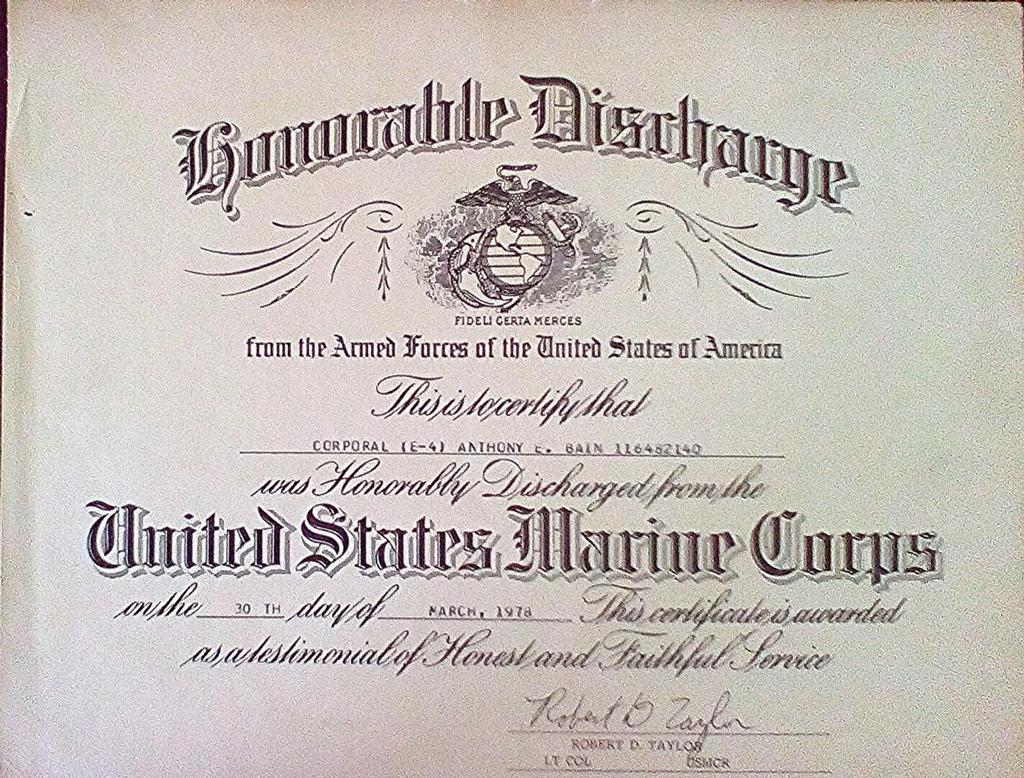 Honorable Discharge
FIDELI CERTA MERCES
from the Armed Forces of the United States of America
This is to certify that
CORPORAL (E-4) ANTHONY E. BAIN 116482140
was Honorably Discharged from the
United States Marine Corps
on the 30 TH day of MARCH, 1978 This certificate is awarded
as a testimonial of Honest and Faithful Service
Robert D Taylor
ROBERT D. TAYLOR
LT COL USMCR